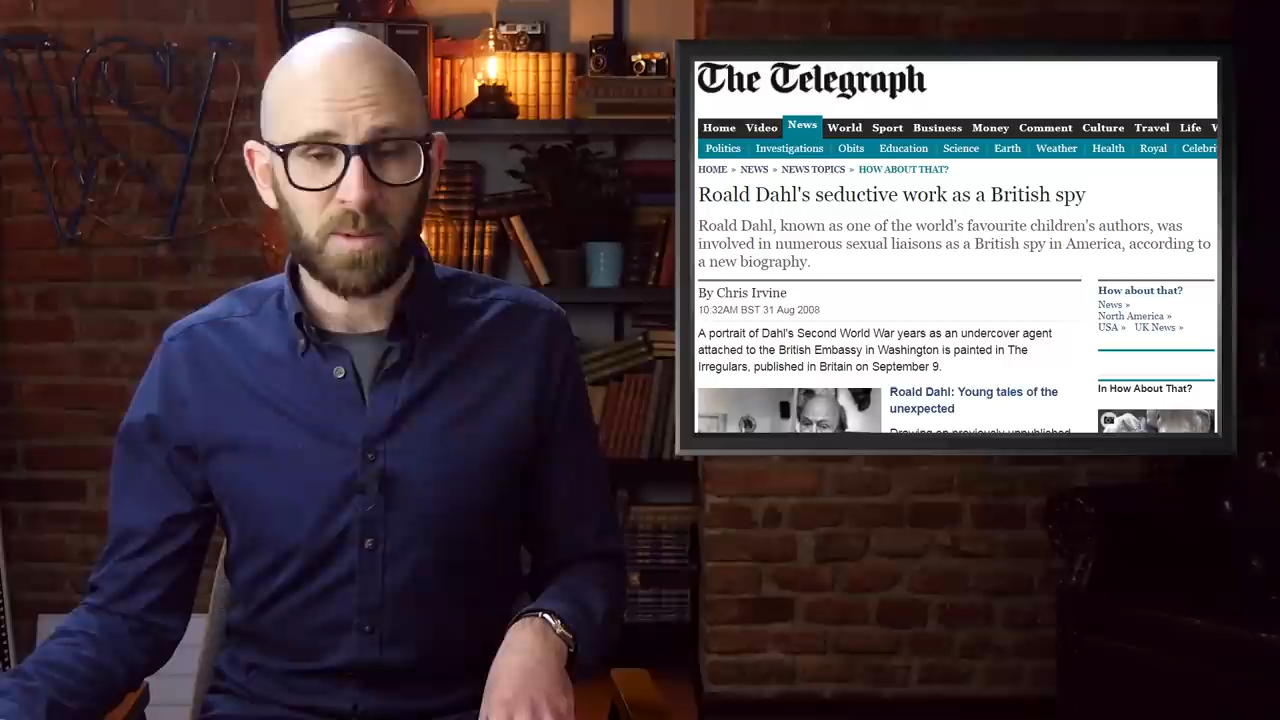 The Telegraph
Home Video News World Sport Business Money Comment Culture Travel Life
Politics Investigations Obits Education Science Earth Weather Health Royal Celebri
HOME » NEWS » NEWS TOPICS » HOW ABOUT THAT?
Roald Dahl's seductive work as a British spy
Roald Dahl, known as one of the world's favourite children's authors, was
involved in numerous sexual liaisons as a British spy in America, according to
a new biography.
By Chris Irvine
10:32AM BST 31 Aug 2008
A portrait of Dahl's Second World War years as an undercover agent
attached to the British Embassy in Washington is painted in The
Irregulars, published in Britain on September 9.
Roald Dahl: Young tales of the
unexpected
Drawing on previously unpublished
How about that?
News »
North America »
USA » UK News »
In How About That?